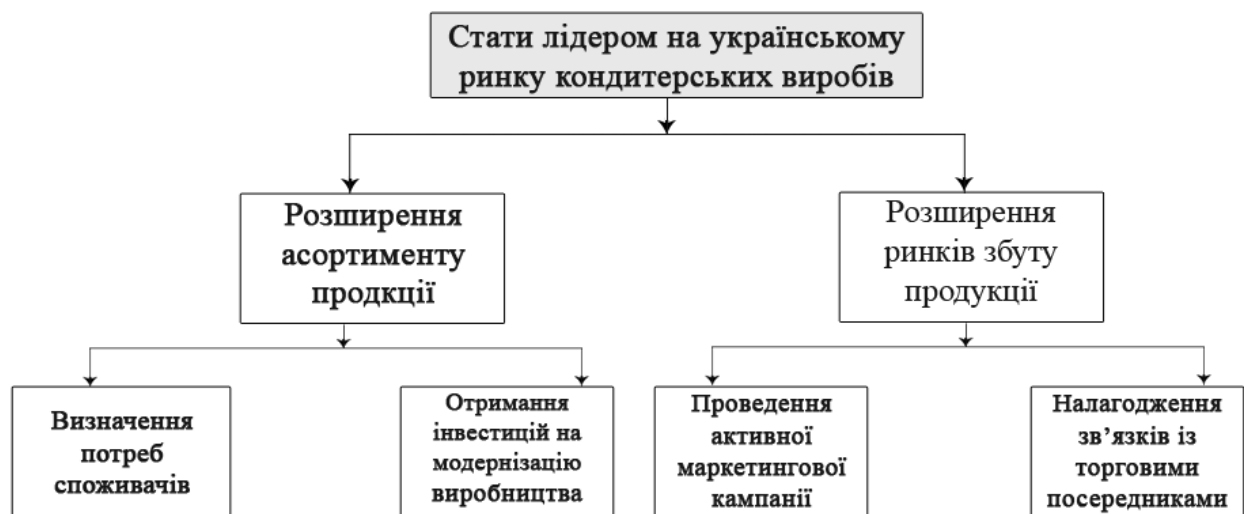 Стати лідером на українському
ринку кондитерських виробів
Розширення
асортименту
продкції
Розширення
ринків збуту
продукції
Визначення
потреб
споживачів
Отримання
інвестицій на
модернізацію
виробництва
Проведення
активної
маркетингової
кампанії
Налагодження
зв’язків із
торговими
посередниками